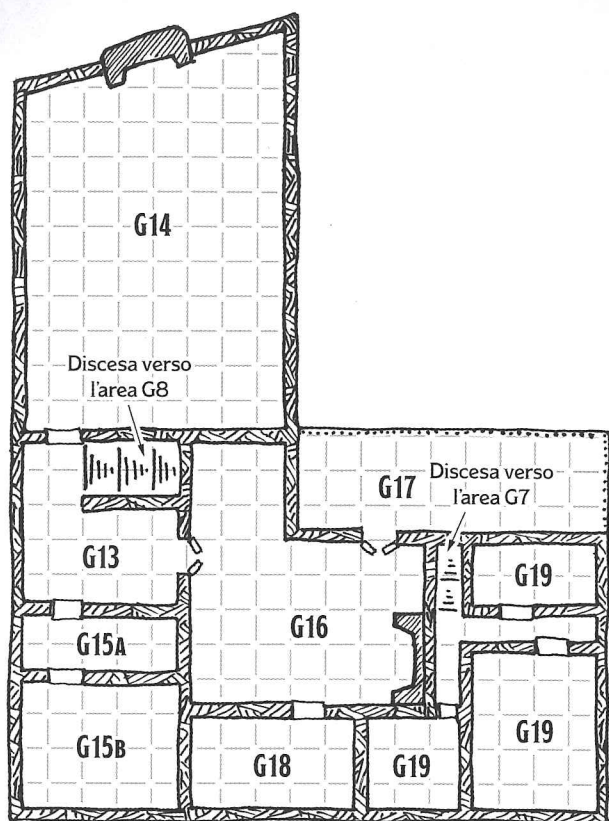 G14
Discesa verso
l'area G8
G17
Discesa verso
l'area G7
G13
G19
G16
G15A
G15B
G19
G18
G19